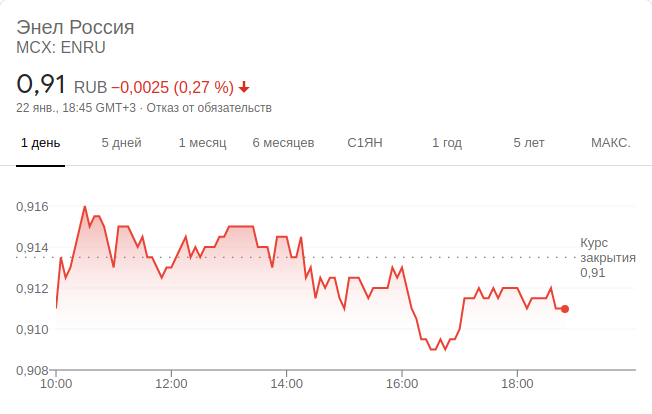 Энел Россия
MCX: ENRU
0,91 RUB −0,0025 (0,27 %)
22 янв., 18:45 GMT+3 · Отказ от обязательств
1 день 5 дней 1 месяц 6 месяцев С1ЯН 1 год 5 лет МАКС.
0,916
0,914
0,912
0,910
0,908
Курс
закрытия
0,91
10:00 12:00 14:00 16:00 18:00